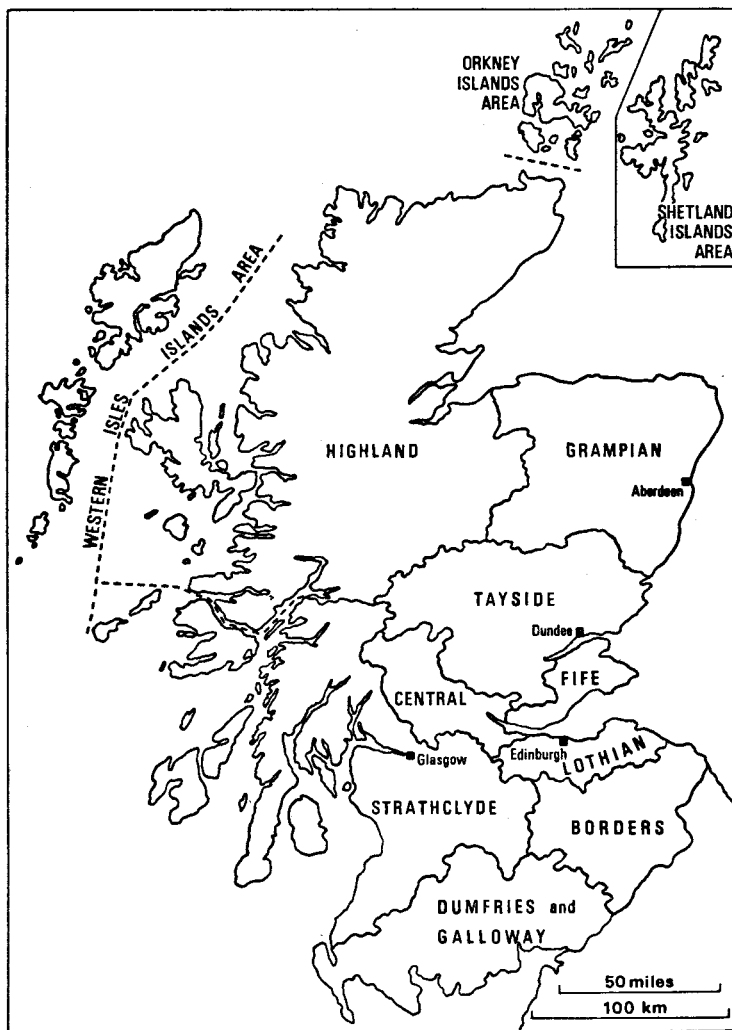 ORKNEY
ISLANDS
AREA
SHETLAND
ISLANDS
AREA
WESTERN ISLES ISLANDS AREA
HIGHLAND
GRAMPIAN
Aberdeen
TAYSIDE
Dundee
FIFE
CENTRAL
Glasgow
Edinburgh
LOTHIAN
STRATHCLYDE
BORDERS
DUMFRIES and
GALLOWAY
50 miles
100 km